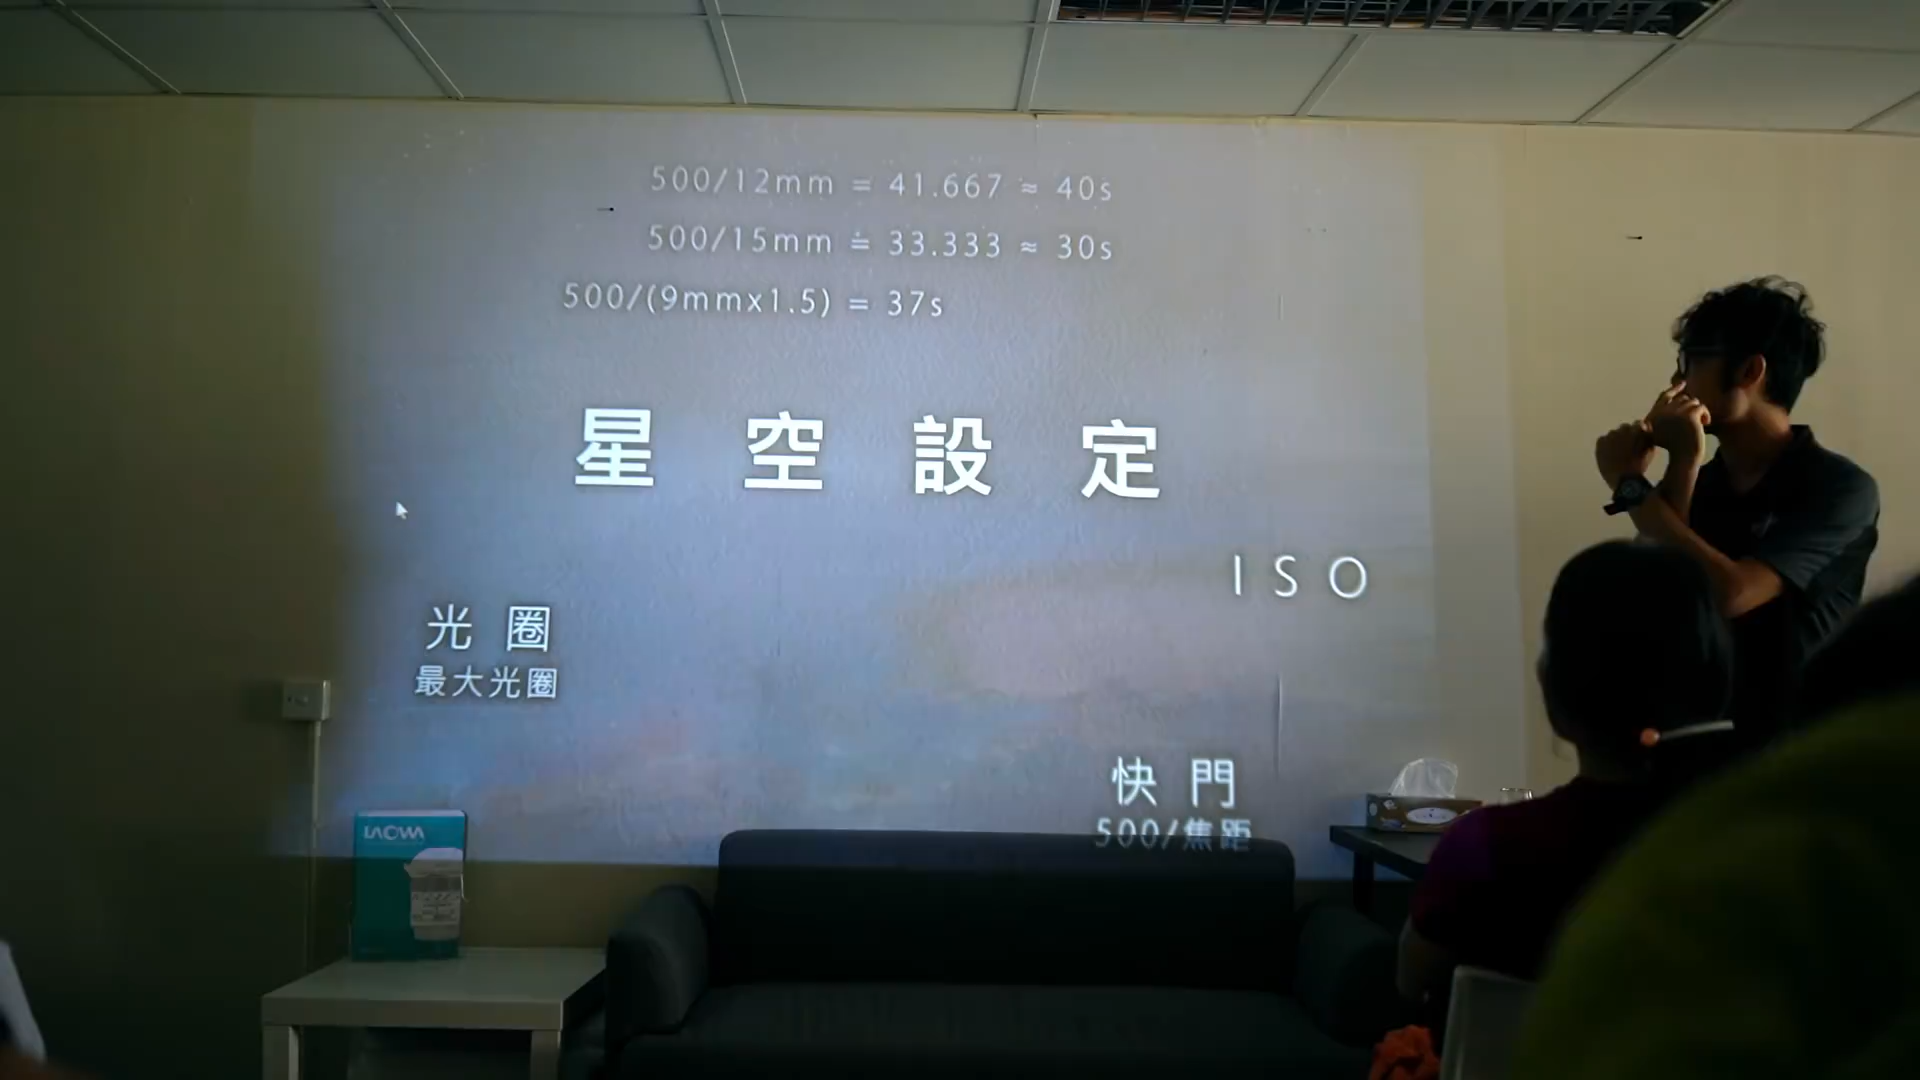 500/12mm = 41.667 ≈ 40s
500/15mm = 33.333 ≈ 30s
500/(9mmx1.5) = 37s
星空設定
ISO
光圈
最大光圈
快門
500/焦距
LAOWA